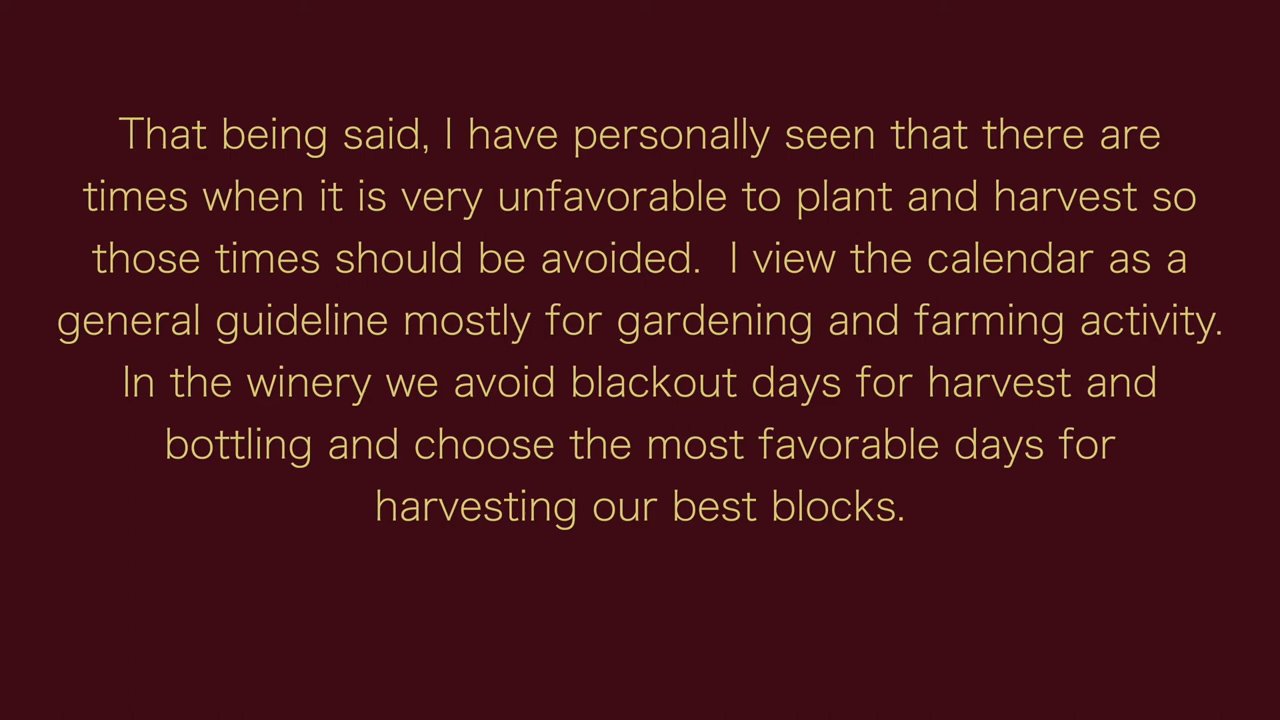 That being said, I have personally seen that there are
times when it is very unfavorable to plant and harvest so
those times should be avoided.  I view the calendar as a
general guideline mostly for gardening and farming activity.
In the winery we avoid blackout days for harvest and
bottling and choose the most favorable days for
harvesting our best blocks.